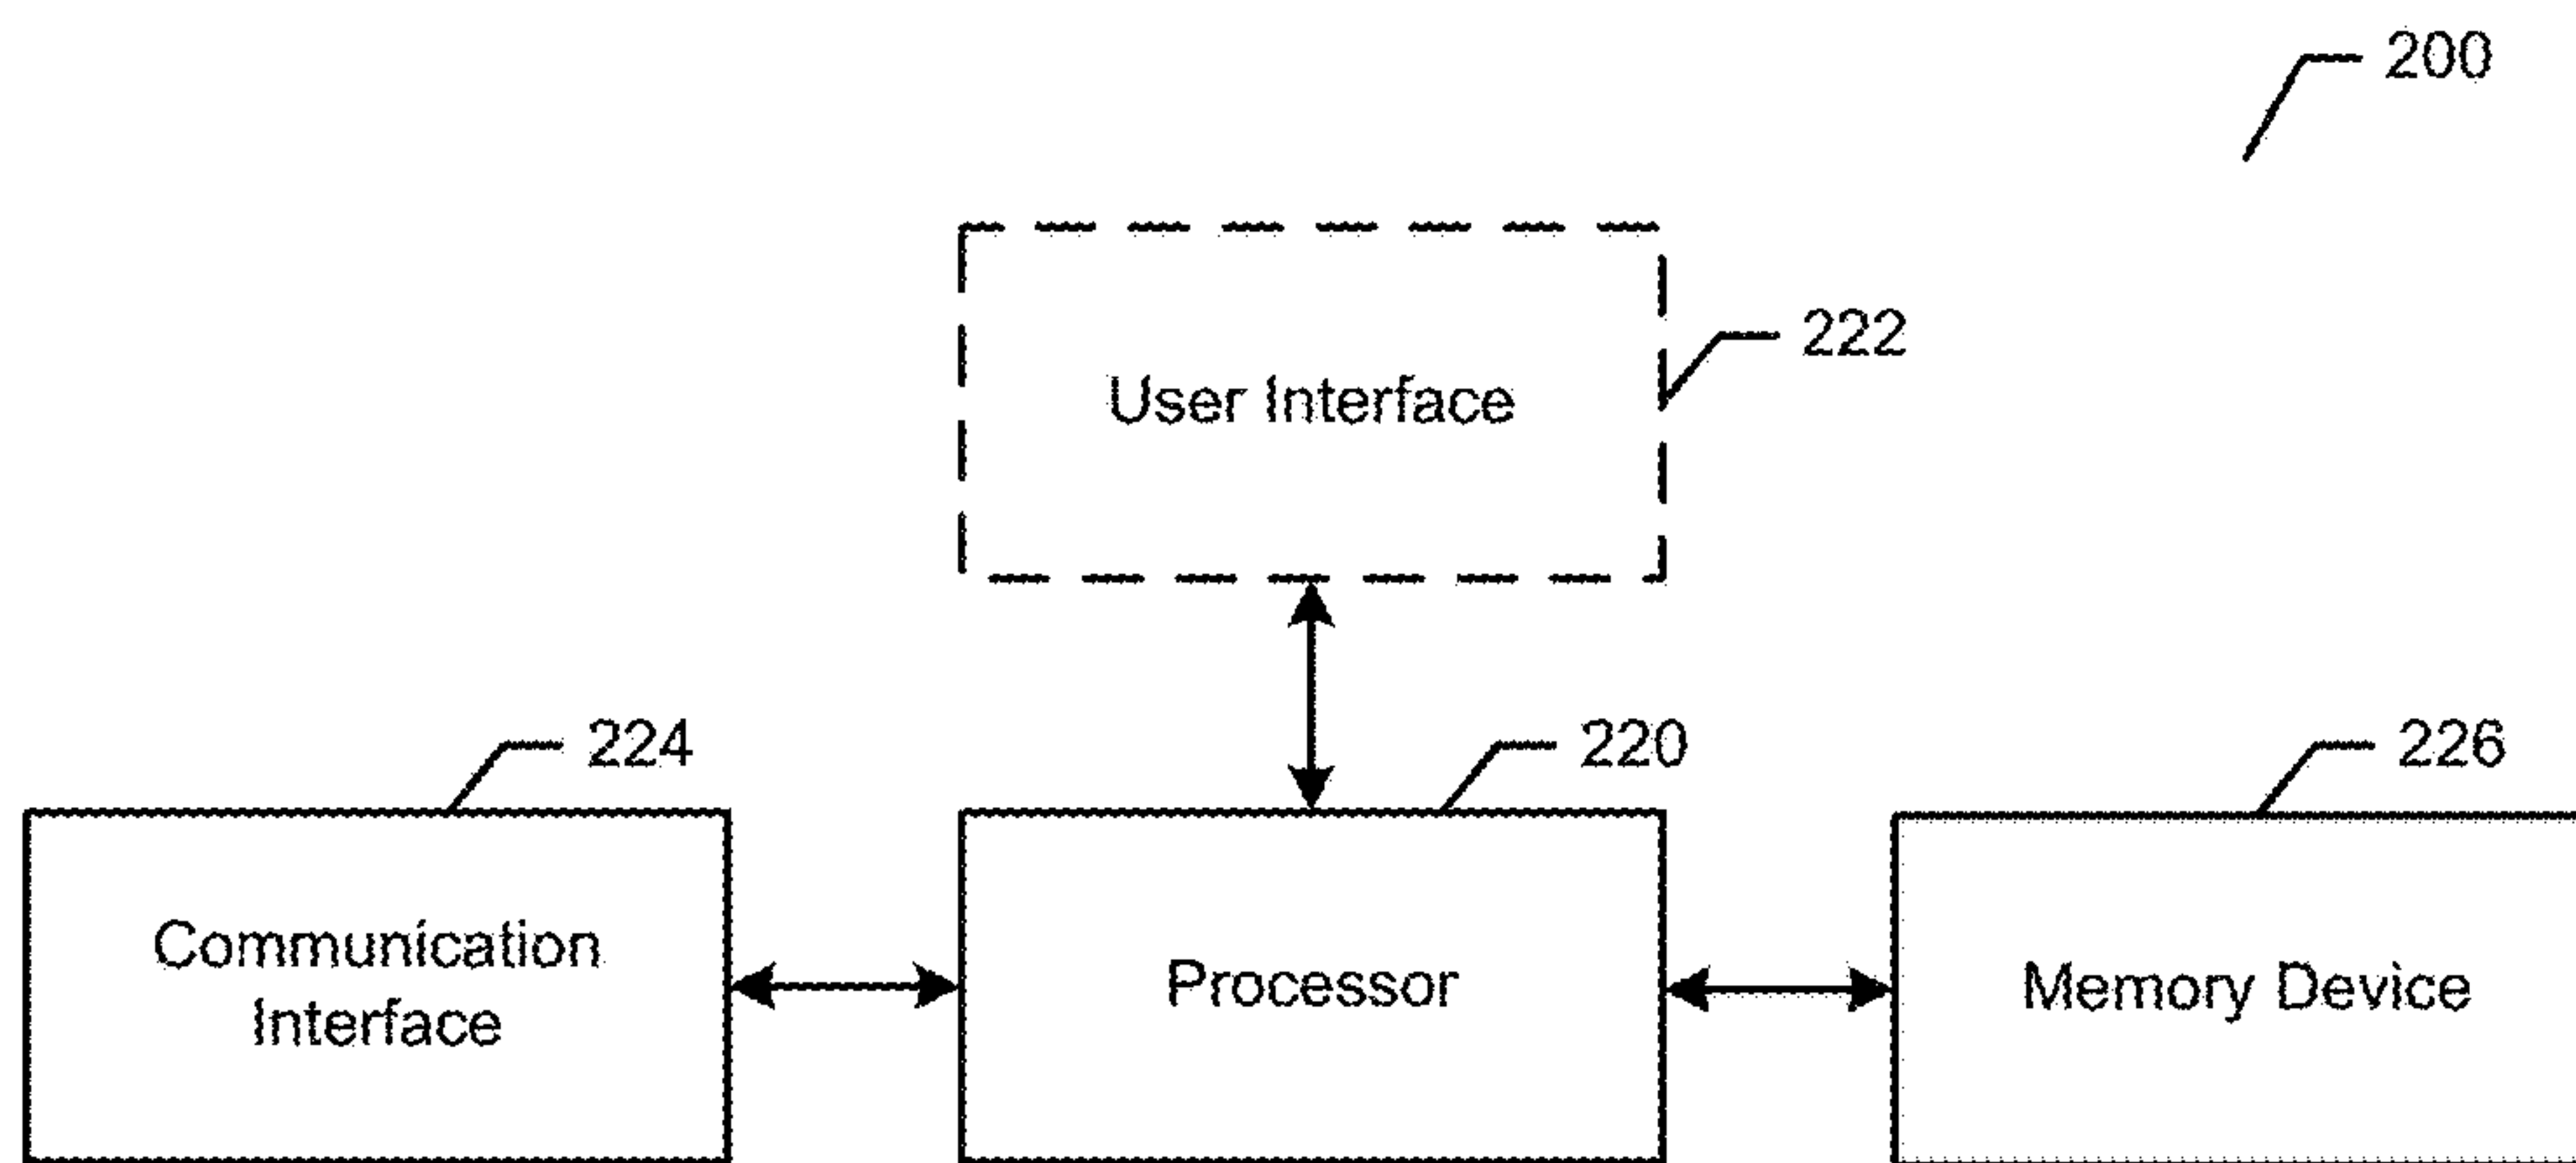 200
User Interface
222
224
220
226
Communication
Interface
Processor
Memory Device